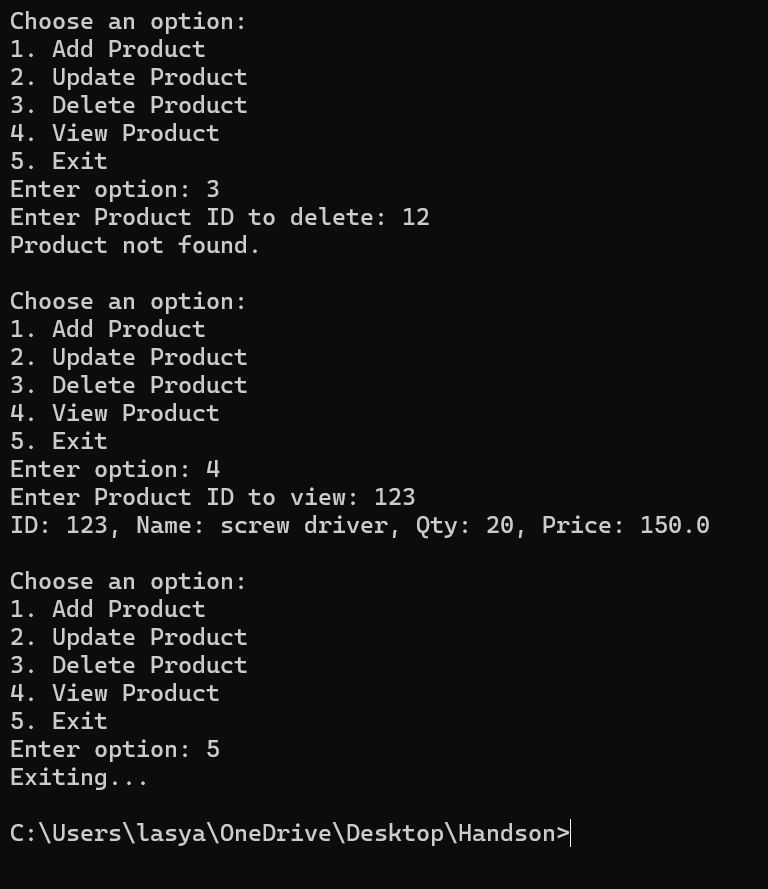 Choose an option:
1. Add Product
2. Update Product
3. Delete Product
4. View Product
5. Exit
Enter option: 3
Enter Product ID to delete: 12
Product not found.

Choose an option:
1. Add Product
2. Update Product
3. Delete Product
4. View Product
5. Exit
Enter option: 4
Enter Product ID to view: 123
ID: 123, Name: screw driver, Qty: 20, Price: 150.0

Choose an option:
1. Add Product
2. Update Product
3. Delete Product
4. View Product
5. Exit
Enter option: 5
Exiting...

C:\Users\lasya\OneDrive\Desktop\Handson>